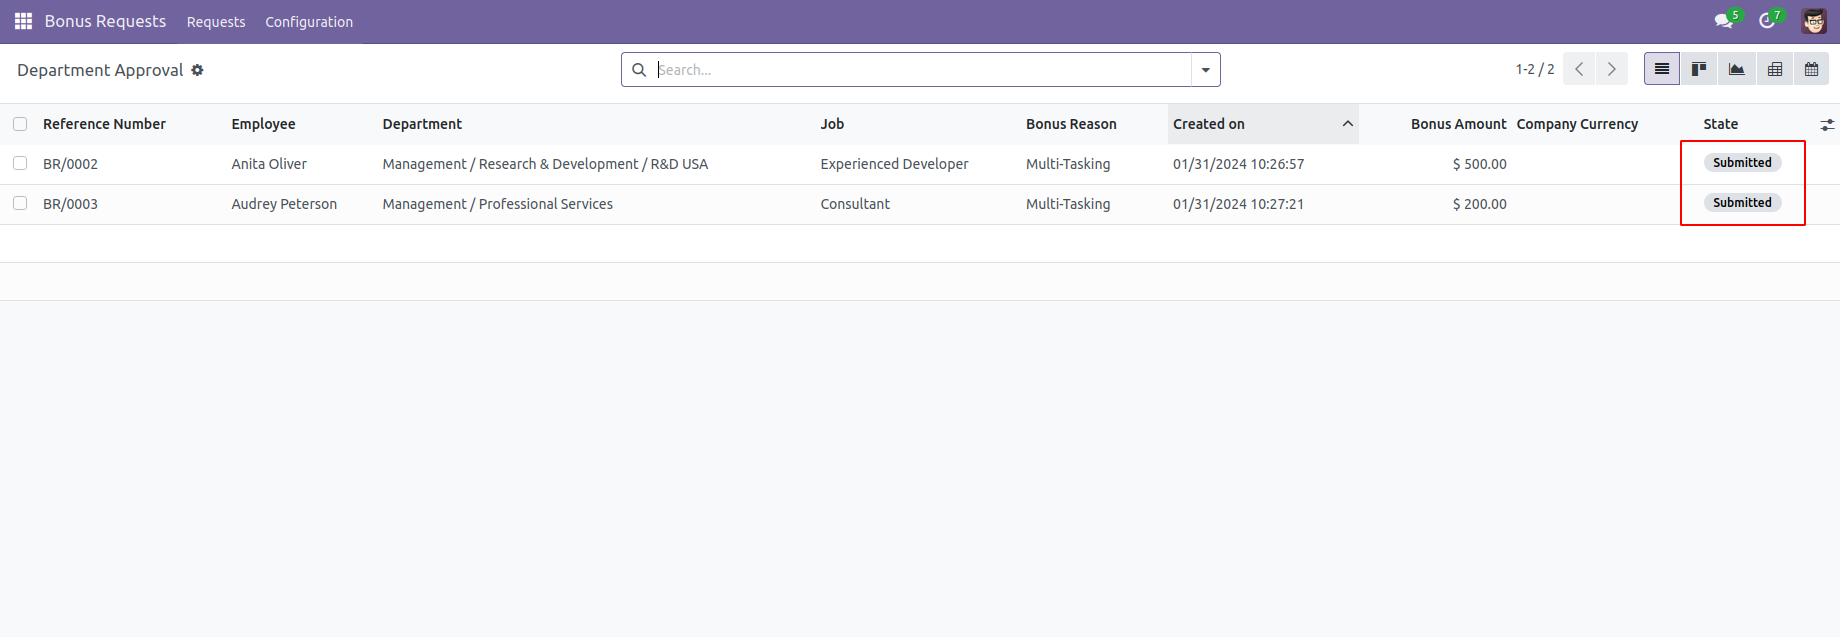 Bonus Requests Requests Configuration 5 7
Department Approval Search... 1-2 / 2
Reference Number Employee Department Job Bonus Reason Created on Bonus Amount Company Currency State
BR/0002 Anita Oliver Management / Research & Development / R&D USA Experienced Developer Multi-Tasking 01/31/2024 10:26:57 $ 500.00 Submitted
BR/0003 Audrey Peterson Management / Professional Services Consultant Multi-Tasking 01/31/2024 10:27:21 $ 200.00 Submitted